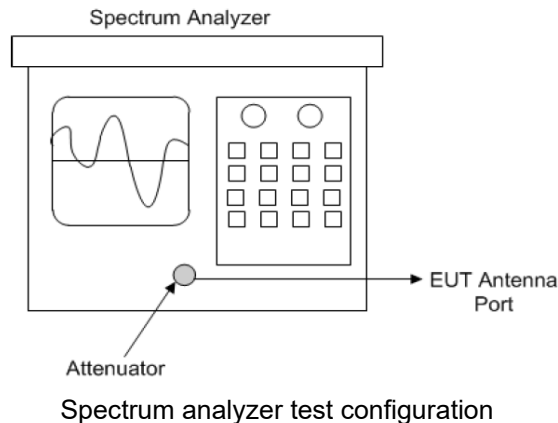 Spectrum Analyzer
EUT Antenna
Port
Attenuator
Spectrum analyzer test configuration